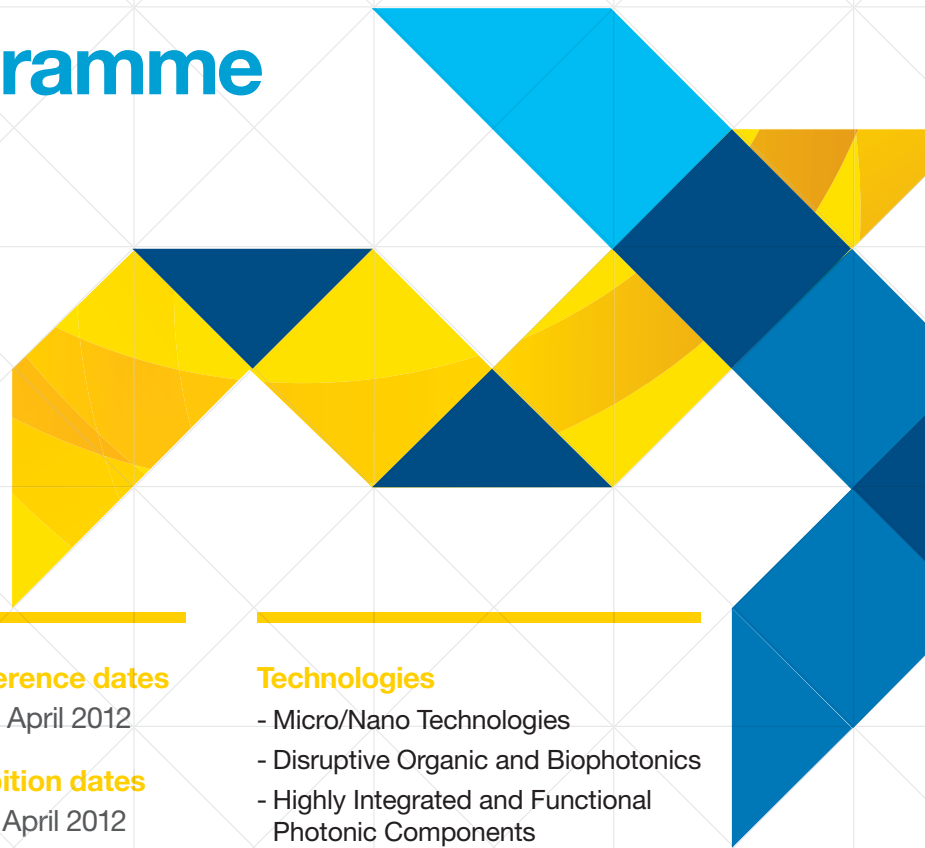 ramme
erence dates
April 2012
ition dates
April 2012
Technologies
- Micro/Nano Technologies
- Disruptive Organic and Biophotonics
- Highly Integrated and Functional
Photonic Components